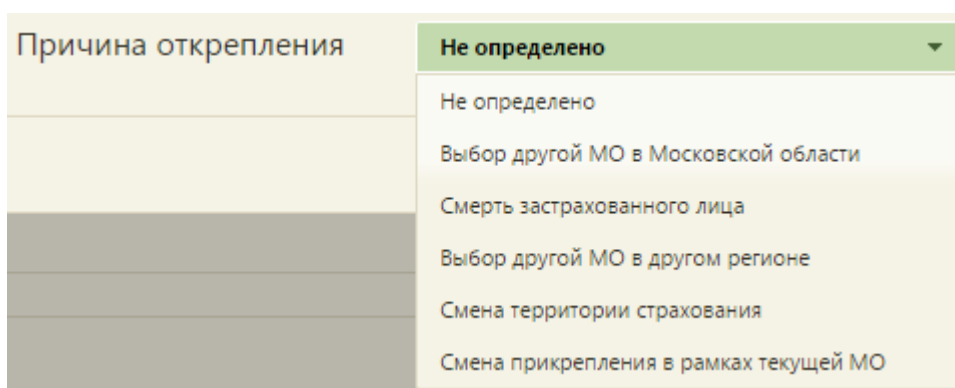 Причина открепления
Не определено
Не определено
Выбор другой МО в Московской области
Смерть застрахованного лица
Выбор другой МО в другом регионе
Смена территории страхования
Смена прикрепления в рамках текущей МО